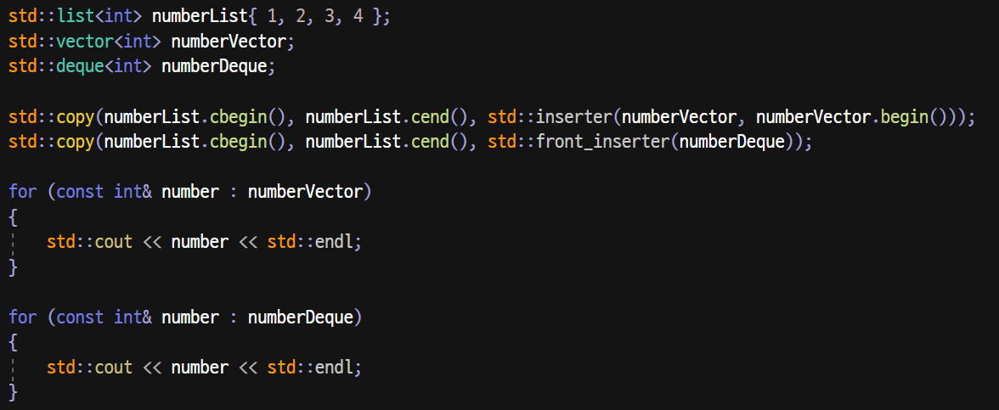 std::list<int> numberList{ 1, 2, 3, 4 };
std::vector<int> numberVector;
std::deque<int> numberDeque;
std::copy(numberList.cbegin(), numberList.cend(), std::inserter(numberVector, numberVector.begin()));
std::copy(numberList.cbegin(), numberList.cend(), std::front_inserter(numberDeque));
for (const int& number : numberVector)
{
std::cout << number << std::endl;
}
for (const int& number : numberDeque)
{
std::cout << number << std::endl;
}